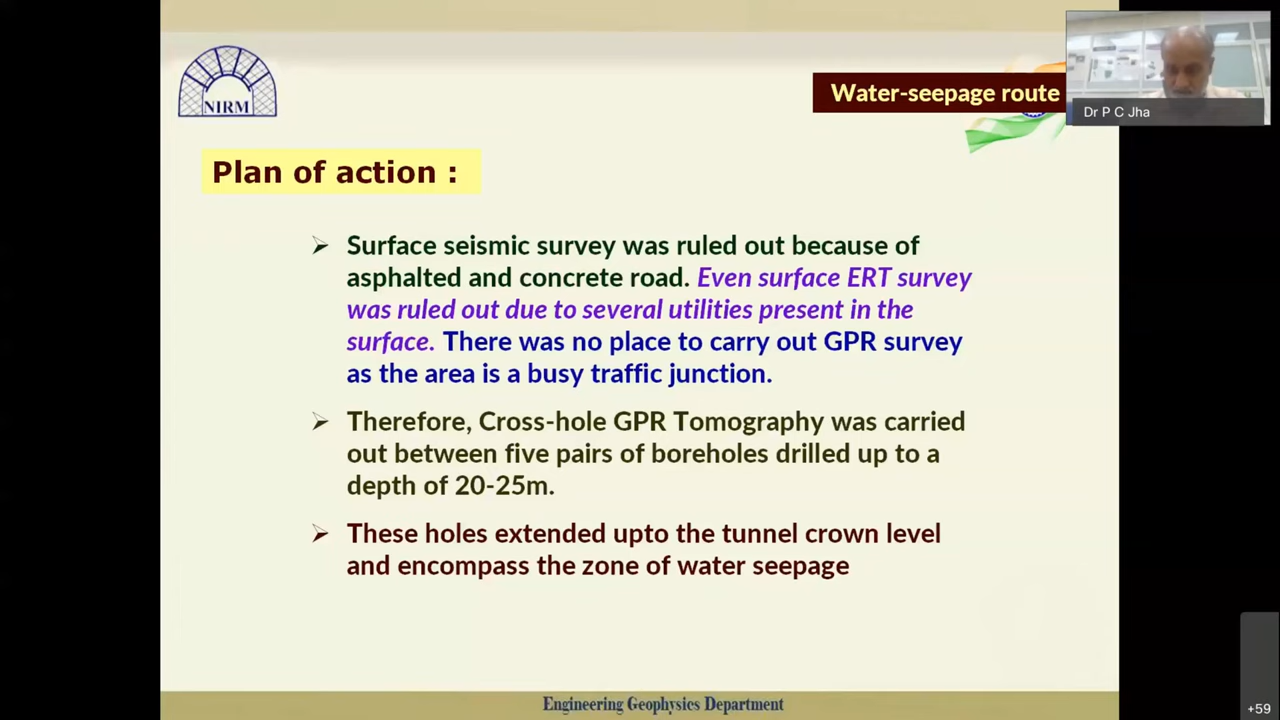 NIRM
Water-seepage route
Dr P C Jha
Plan of action :
Surface seismic survey was ruled out because of
asphalted and concrete road. Even surface ERT survey
was ruled out due to several utilities present in the
surface. There was no place to carry out GPR survey
as the area is a busy traffic junction.
Therefore, Cross-hole GPR Tomography was carried
out between five pairs of boreholes drilled up to a
depth of 20-25m.
These holes extended upto the tunnel crown level
and encompass the zone of water seepage
Engineering Geophysics Department
+59